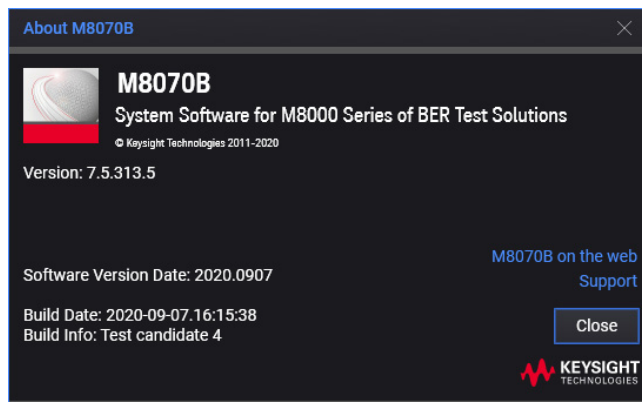 About M8070B
M8070B
System Software for M8000 Series of BER Test Solutions
© Keysight Technologies 2011-2020
Version: 7.5.313.5
M8070B on the web
Support
Software Version Date: 2020.0907
Build Date: 2020-09-07.16:15:38
Build Info: Test candidate 4
Close
KEYSIGHT
TECHNOLOGIES